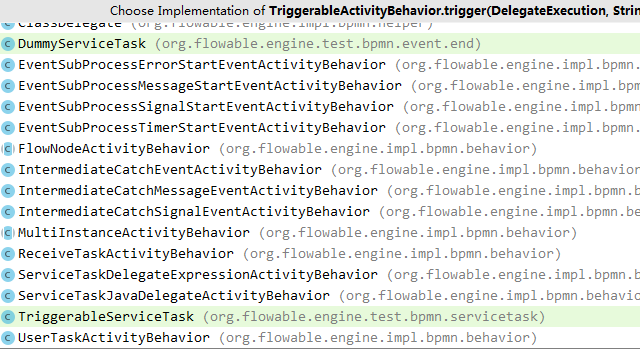 Choose Implementation of TriggerableActivityBehavior.trigger(DelegateExecution, Strin
ClassDelegate (org.flowable.engine.impl.bpmn.helper)
DummyServiceTask (org.flowable.engine.test.bpmn.event.end)
EventSubProcessErrorStartEventActivityBehavior (org.flowable.engine.impl.bpmn.
EventSubProcessMessageStartEventActivityBehavior (org.flowable.engine.impl.bpm
EventSubProcessSignalStartEventActivityBehavior (org.flowable.engine.impl.bpmn
EventSubProcessTimerStartEventActivityBehavior (org.flowable.engine.impl.bpmn.
FlowNodeActivityBehavior (org.flowable.engine.impl.bpmn.behavior)
IntermediateCatchEventActivityBehavior (org.flowable.engine.impl.bpmn.behavior
IntermediateCatchMessageEventActivityBehavior (org.flowable.engine.impl.bpmn.b
IntermediateCatchSignalEventActivityBehavior (org.flowable.engine.impl.bpmn.be
MultiInstanceActivityBehavior (org.flowable.engine.impl.bpmn.behavior)
ReceiveTaskActivityBehavior (org.flowable.engine.impl.bpmn.behavior)
ServiceTaskDelegateExpressionActivityBehavior (org.flowable.engine.impl.bpmn.b
ServiceTaskJavaDelegateActivityBehavior (org.flowable.engine.impl.bpmn.behavio
TriggerableServiceTask (org.flowable.engine.test.bpmn.servicetask)
UserTaskActivityBehavior (org.flowable.engine.impl.bpmn.behavior)